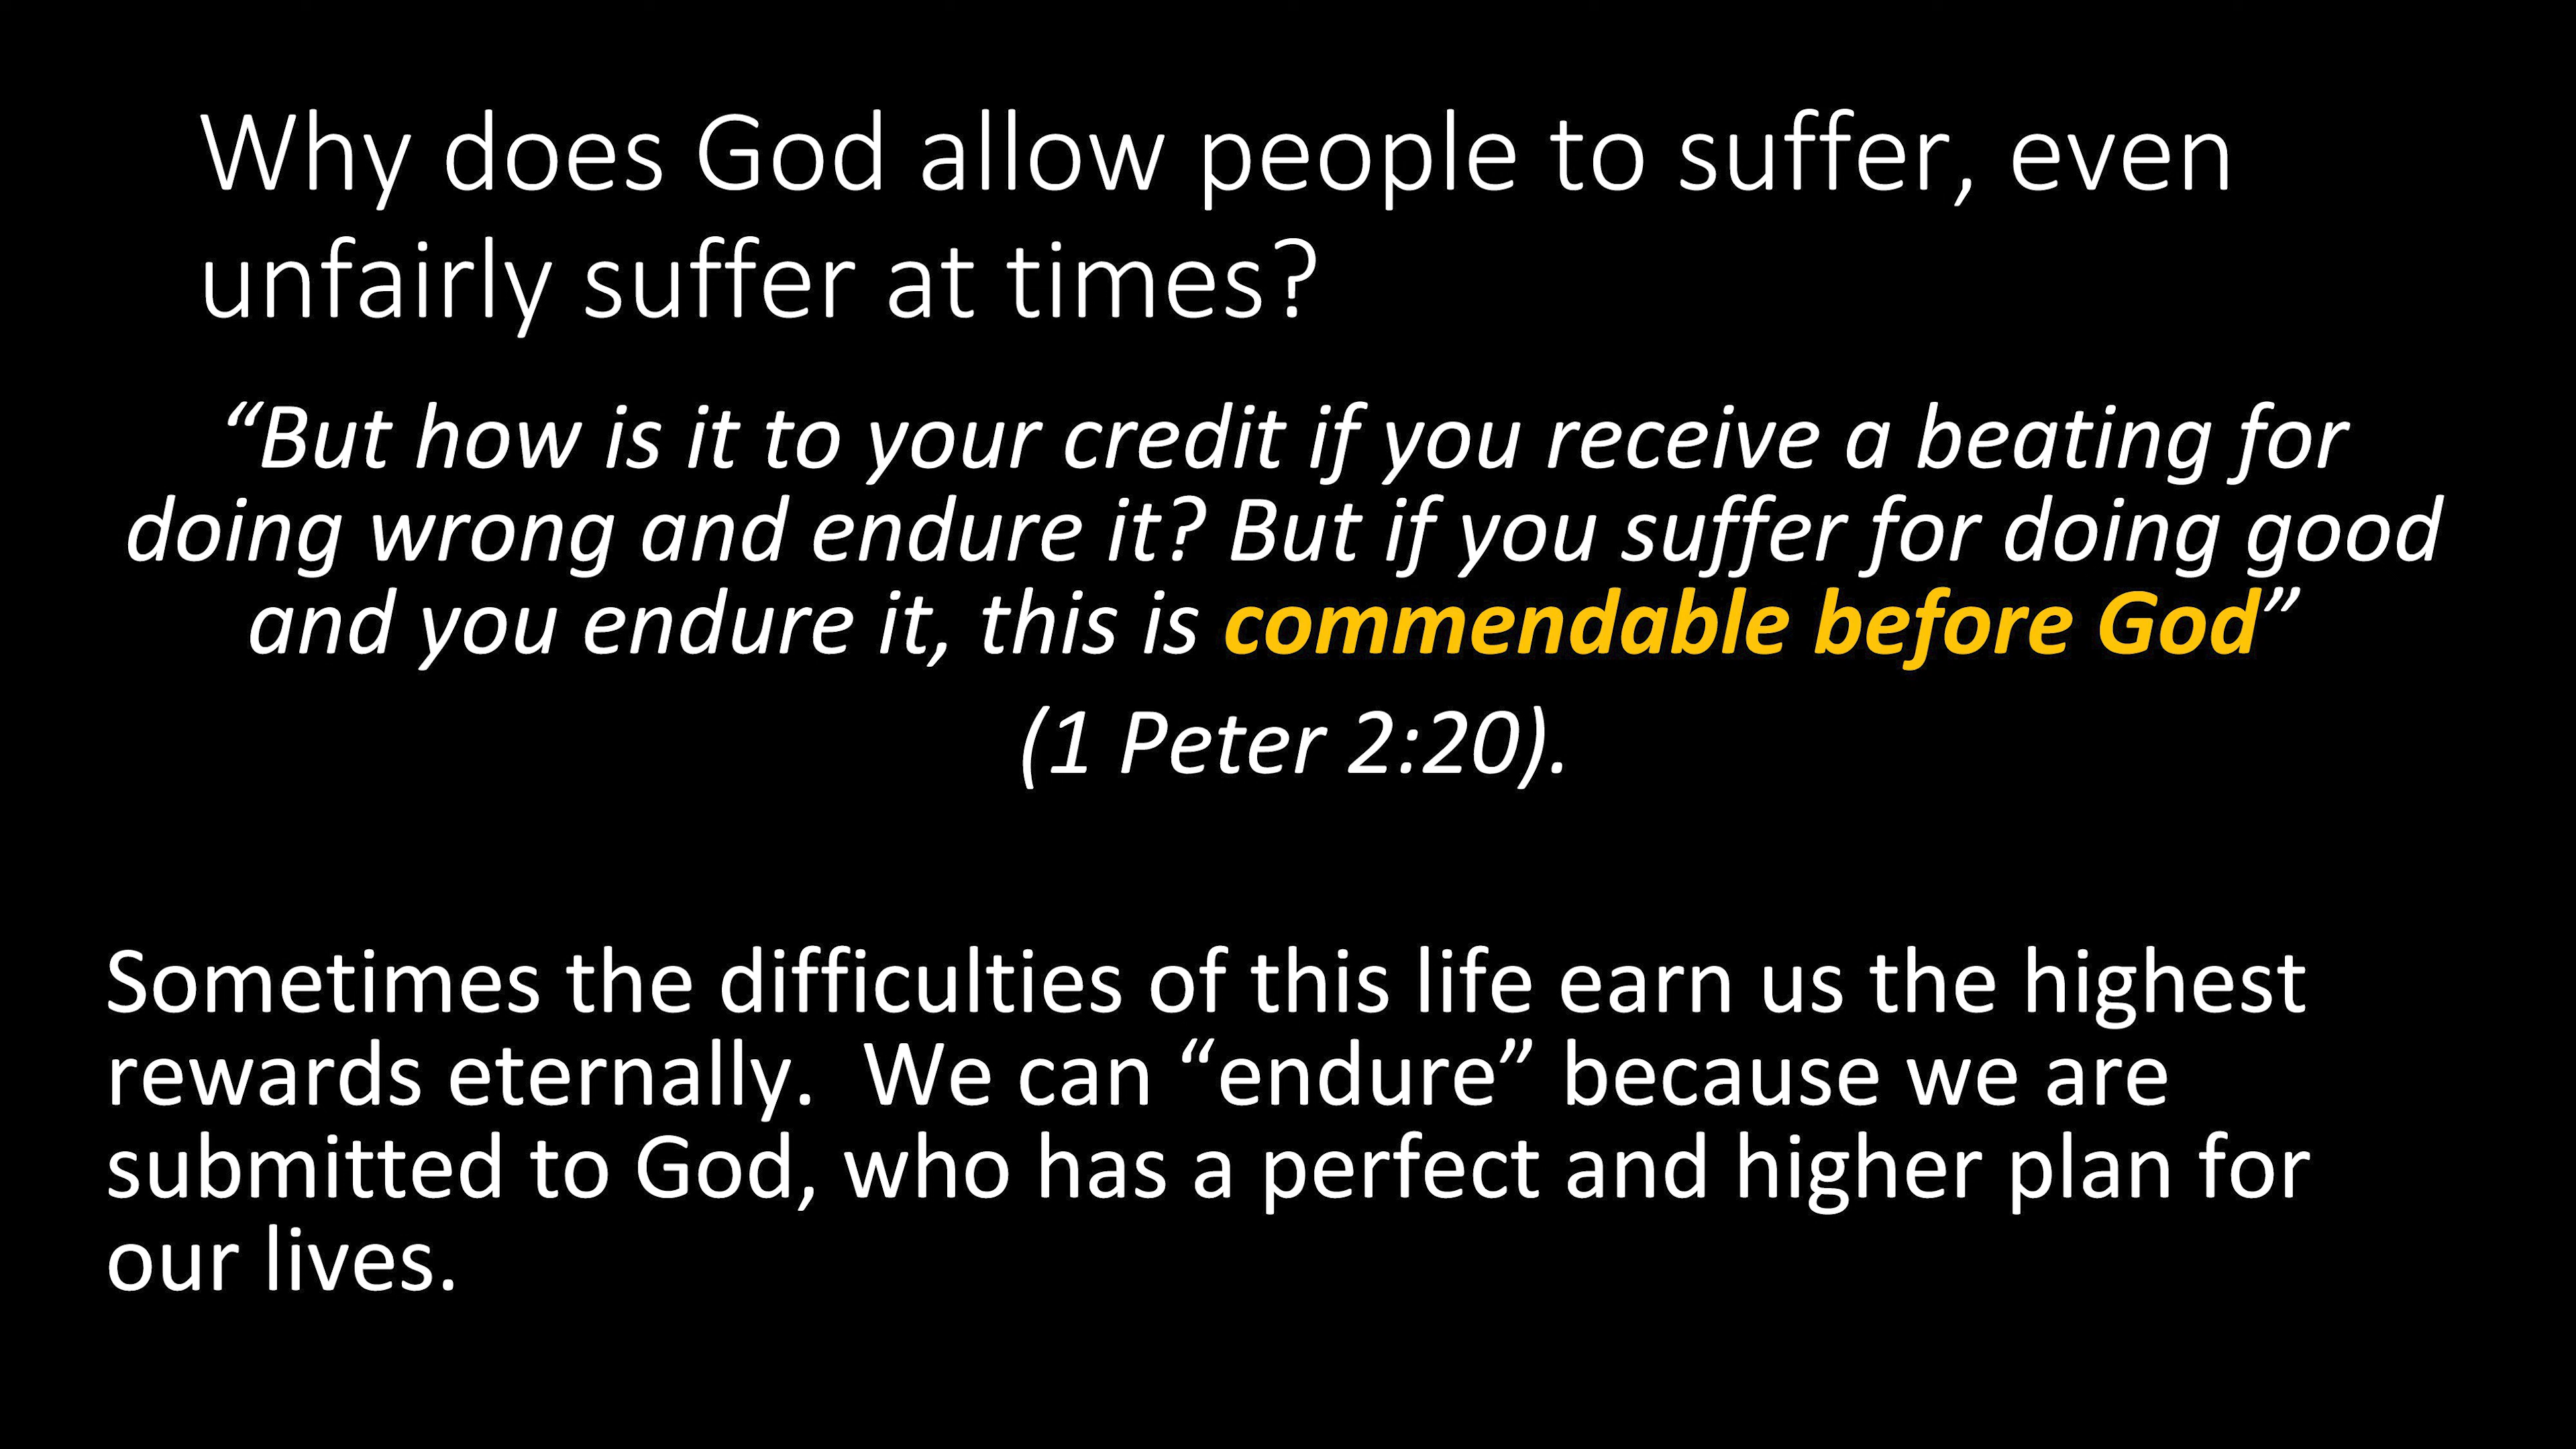 Why does God allow people to suffer, even
unfairly suffer at times?
“But how is it to your credit if you receive a beating for
doing wrong and endure it? But if you suffer for doing good
and you endure it, this is commendable before God”
(1 Peter 2:20).
Sometimes the difficulties of this life earn us the highest
rewards eternally.  We can “endure” because we are
submitted to God, who has a perfect and higher plan for
our lives.